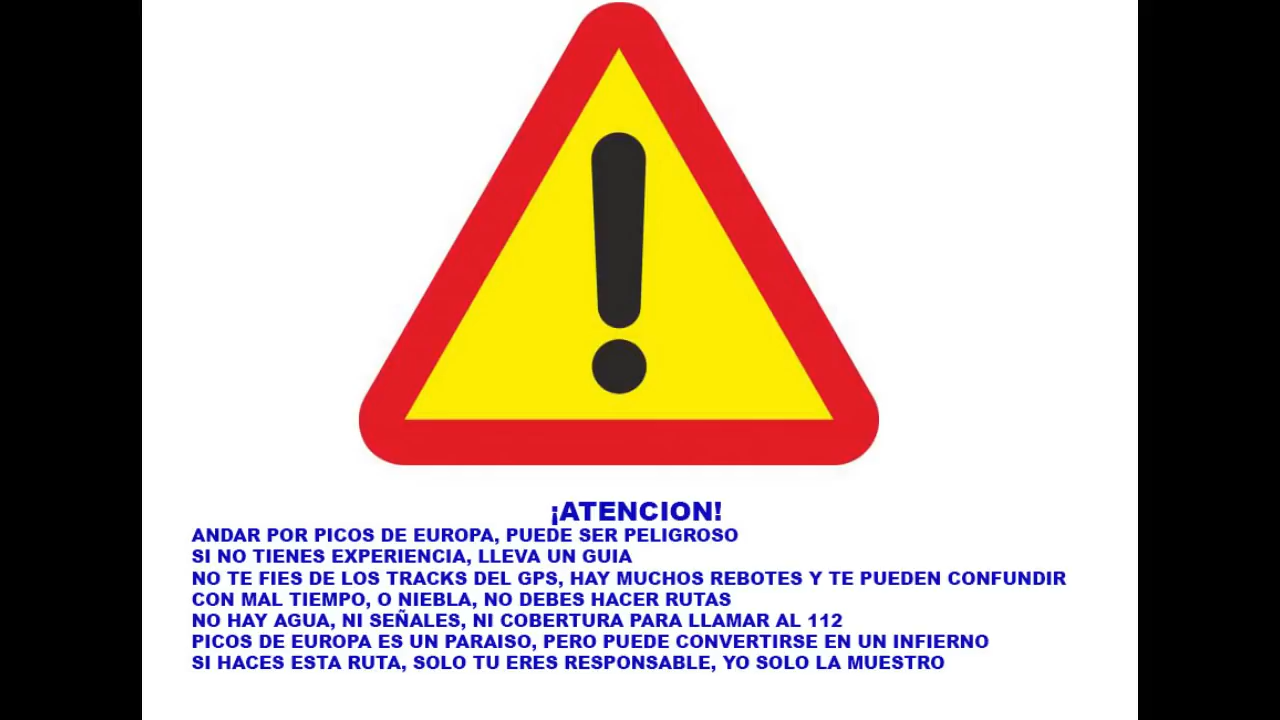 ¡ATENCION!
ANDAR POR PICOS DE EUROPA, PUEDE SER PELIGROSO
SI NO TIENES EXPERIENCIA, LLEVA UN GUIA
NO TE FIES DE LOS TRACKS DEL GPS, HAY MUCHOS REBOTES Y TE PUEDEN CONFUNDIR
CON MAL TIEMPO, O NIEBLA, NO DEBES HACER RUTAS
NO HAY AGUA, NI SEÑALES, NI COBERTURA PARA LLAMAR AL 112
PICOS DE EUROPA ES UN PARAISO, PERO PUEDE CONVERTIRSE EN UN INFIERNO
SI HACES ESTA RUTA, SOLO TU ERES RESPONSABLE, YO SOLO LA MUESTRO